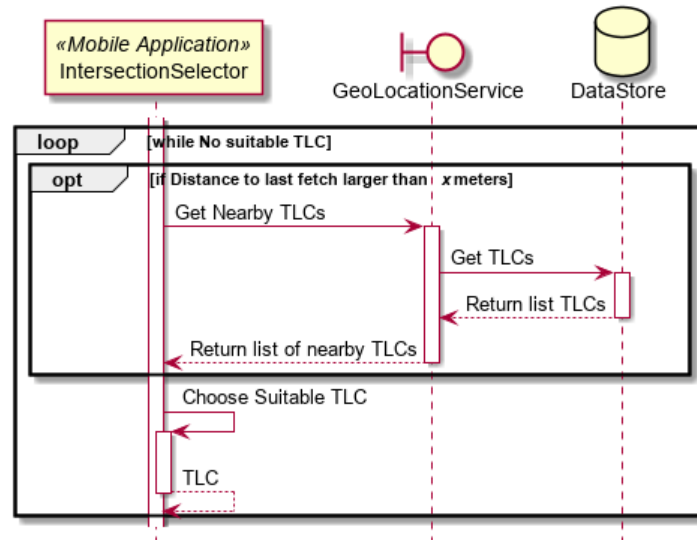 «Mobile Application»
IntersectionSelector
GeoLocationService
DataStore
loop
[while No suitable TLC]
opt
[if Distance to last fetch larger than x meters]
Get Nearby TLCs
Get TLCs
Return list TLCs
Return list of nearby TLCs
Choose Suitable TLC
TLC